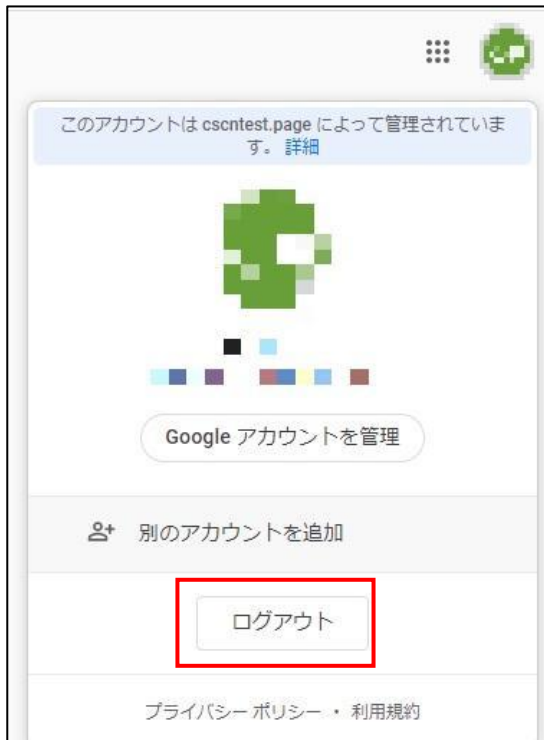 このアカウントは cscntest.page によって管理されていま
す。 詳細
Google アカウントを管理
別のアカウントを追加
ログアウト
プライバシー ポリシー ・ 利用規約